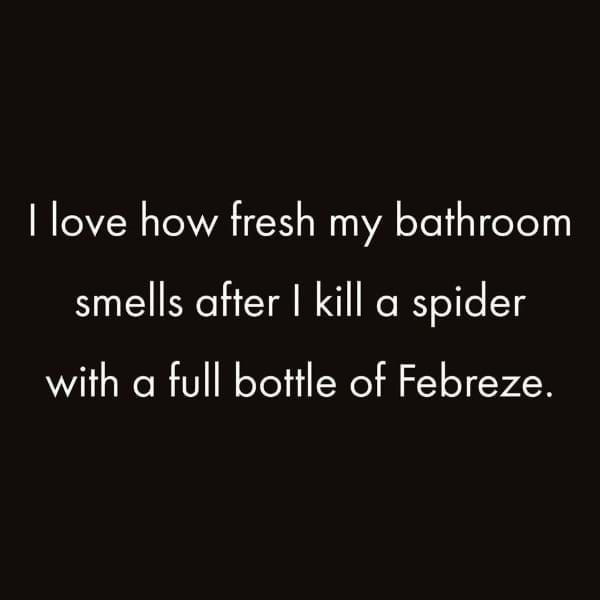 I love how fresh my bathroom
smells after I kill a spider
with a full bottle of Febreze.